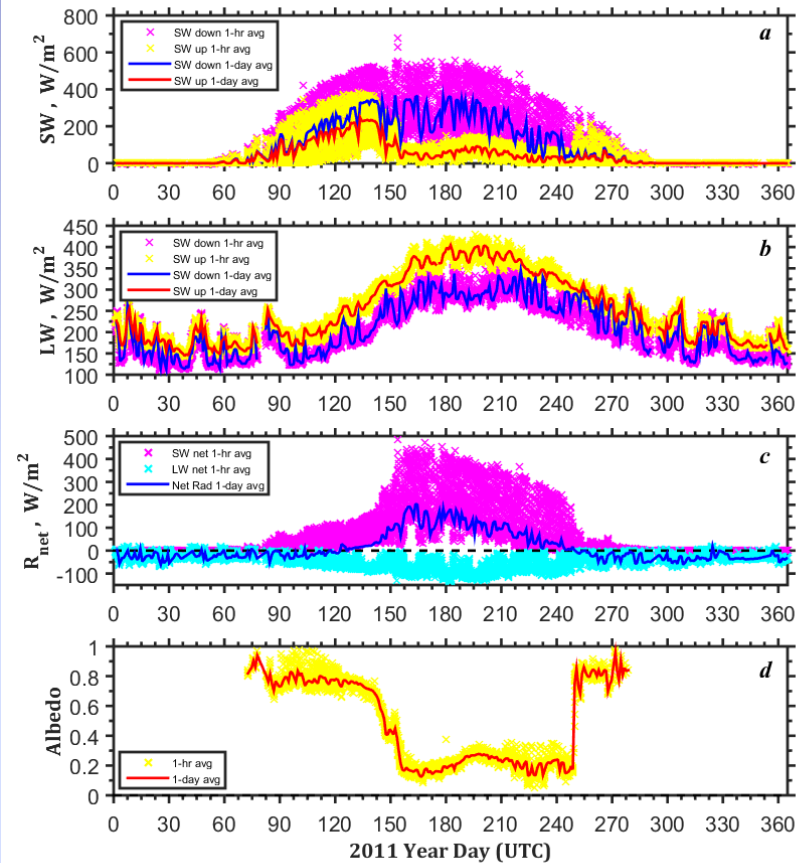 800
600
400
200
0
SW , W/m²
SW down 1-hr avg
SW up 1-hr avg
SW down 1-day avg
SW up 1-day avg
a
0 30 60 90 120 150 180 210 240 270 300 330 360
450
400
350
300
250
200
150
100
LW , W/m²
SW down 1-hr avg
SW up 1-hr avg
SW down 1-day avg
SW up 1-day avg
b
0 30 60 90 120 150 180 210 240 270 300 330 360
500
400
300
200
100
0
-100
R_net , W/m²
SW net 1-hr avg
LW net 1-hr avg
Net Rad 1-day avg
c
0 30 60 90 120 150 180 210 240 270 300 330 360
1
0.8
0.6
0.4
0.2
0
Albedo
1-hr avg
1-day avg
d
0 30 60 90 120 150 180 210 240 270 300 330 360
2011 Year Day (UTC)